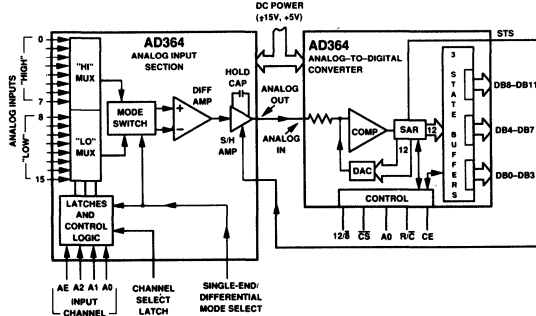 DC POWER
(±15V, +5V)
STS
AD364
ANALOG INPUT
SECTION
AD364
ANALOG-TO-DIGITAL
CONVERTER
ANALOG INPUTS
"HIGH"
"LOW"
0
7
8
15
"HI"
MUX
"LO"
MUX
MODE
SWITCH
DIFF
AMP
+
−
HOLD
CAP
S/H
AMP
ANALOG
OUT
ANALOG
IN
COMP
SAR
12
12
DAC
3
STATE
BUFFERS
DB8–DB11
DB4–DB7
DB0–DB3
CONTROL
12/8 CS A0 R/C CE
LATCHES
AND
CONTROL
LOGIC
AE A2 A1 A0
INPUT
CHANNEL
CHANNEL
SELECT
LATCH
SINGLE-END/
DIFFERENTIAL
MODE SELECT